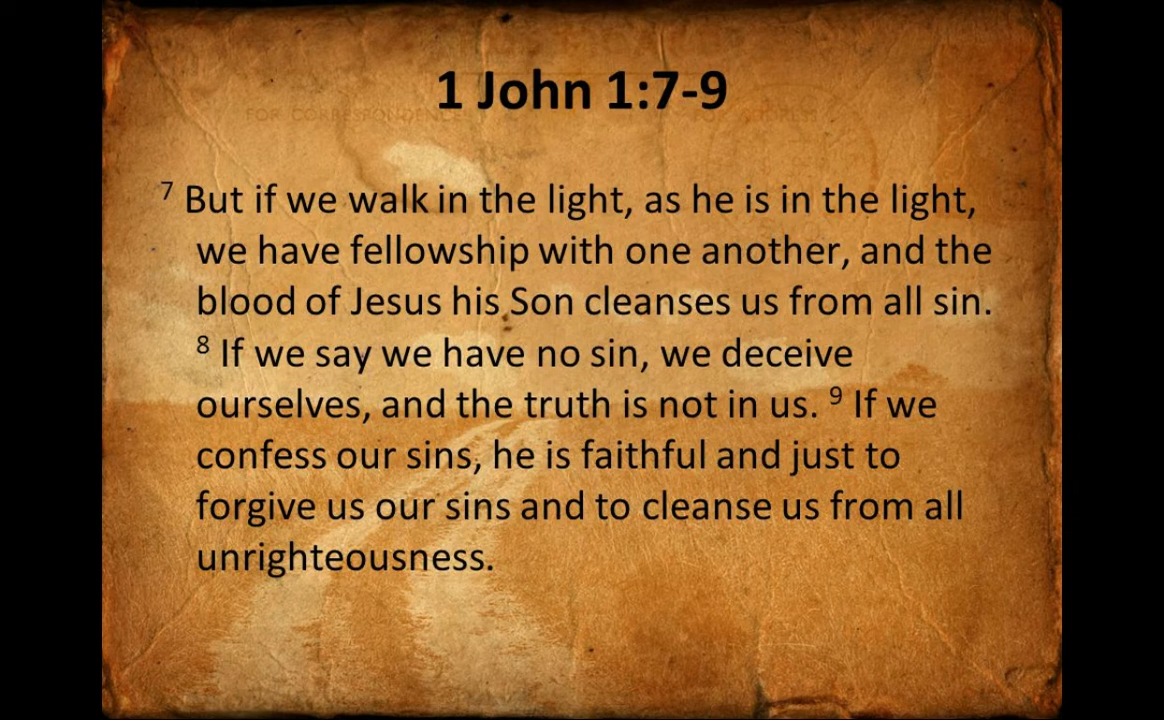 1 John 1:7-9
FOR CORRESPONDENCE FOR ADDRESS
7 But if we walk in the light, as he is in the light,
we have fellowship with one another, and the
blood of Jesus his Son cleanses us from all sin.
8 If we say we have no sin, we deceive
ourselves, and the truth is not in us. 9 If we
confess our sins, he is faithful and just to
forgive us our sins and to cleanse us from all
unrighteousness.